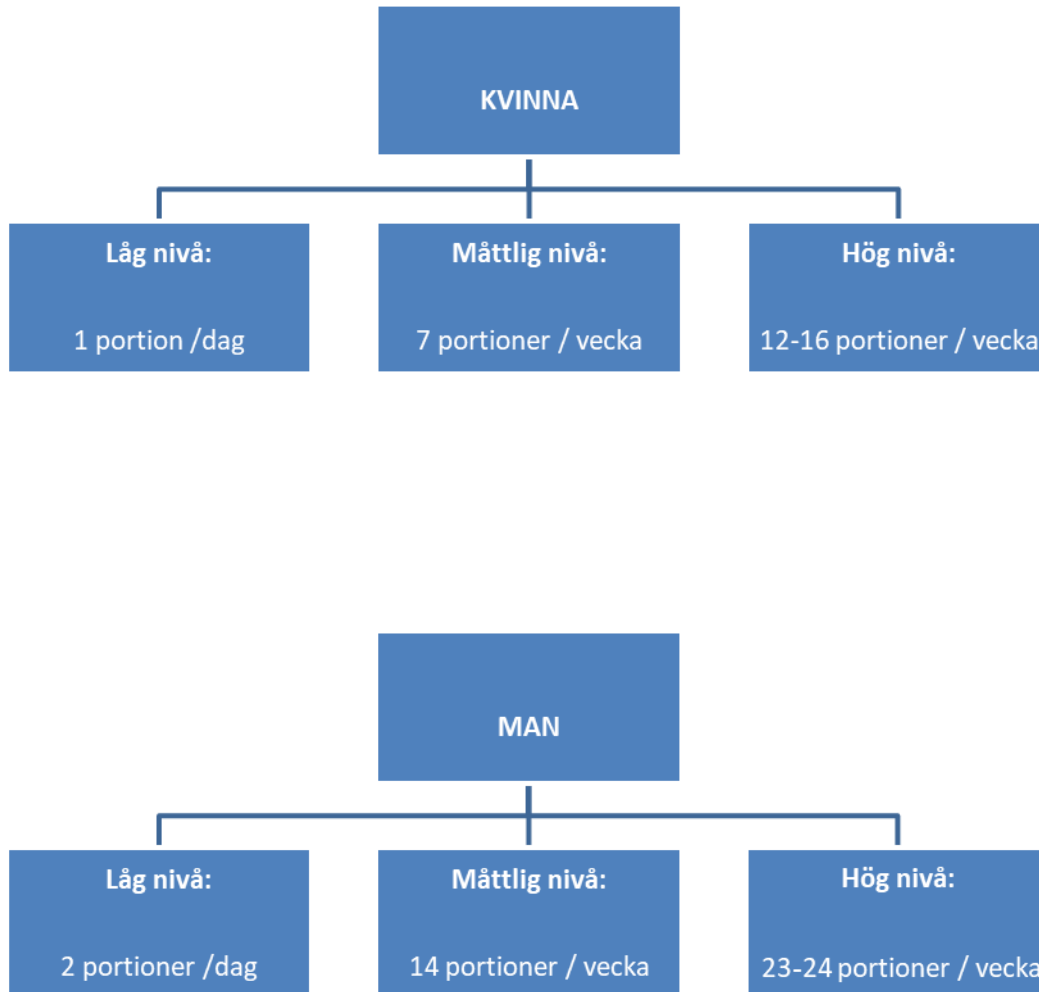 KVINNA
Låg nivå:
1 portion /dag
Måttlig nivå:
7 portioner / vecka
Hög nivå:
12-16 portioner / vecka
MAN
Låg nivå:
2 portioner /dag
Måttlig nivå:
14 portioner / vecka
Hög nivå:
23-24 portioner / vecka